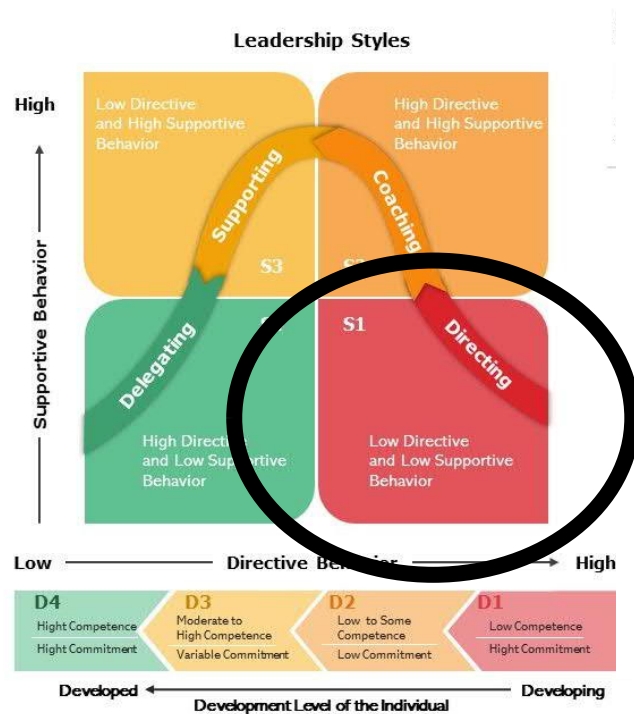 Leadership Styles
High
Low Directive
and High Supportive
Behavior
High Directive
and High Supportive
Behavior
Supporting
Coaching
S3
Supportive Behavior
Delegating
S1
Directing
High Directive
and Low Supportive
Behavior
Low Directive
and Low Supportive
Behavior
Low
Directive Behavior
High
D4
Hight Competence
Hight Commitment
D3
Moderate to
High Competence
Variable Commitment
D2
Low to Some
Competence
Low Commitment
D1
Low Competence
Hight Commitment
Developed
Developing
Development Level of the Individual